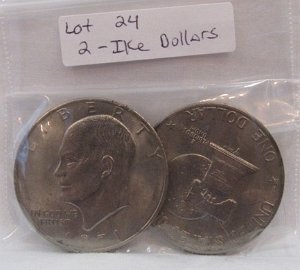 Lot 24
2 - Ike Dollars
LIBERTY
IN GOD WE
TRUST
ONE DOLLAR